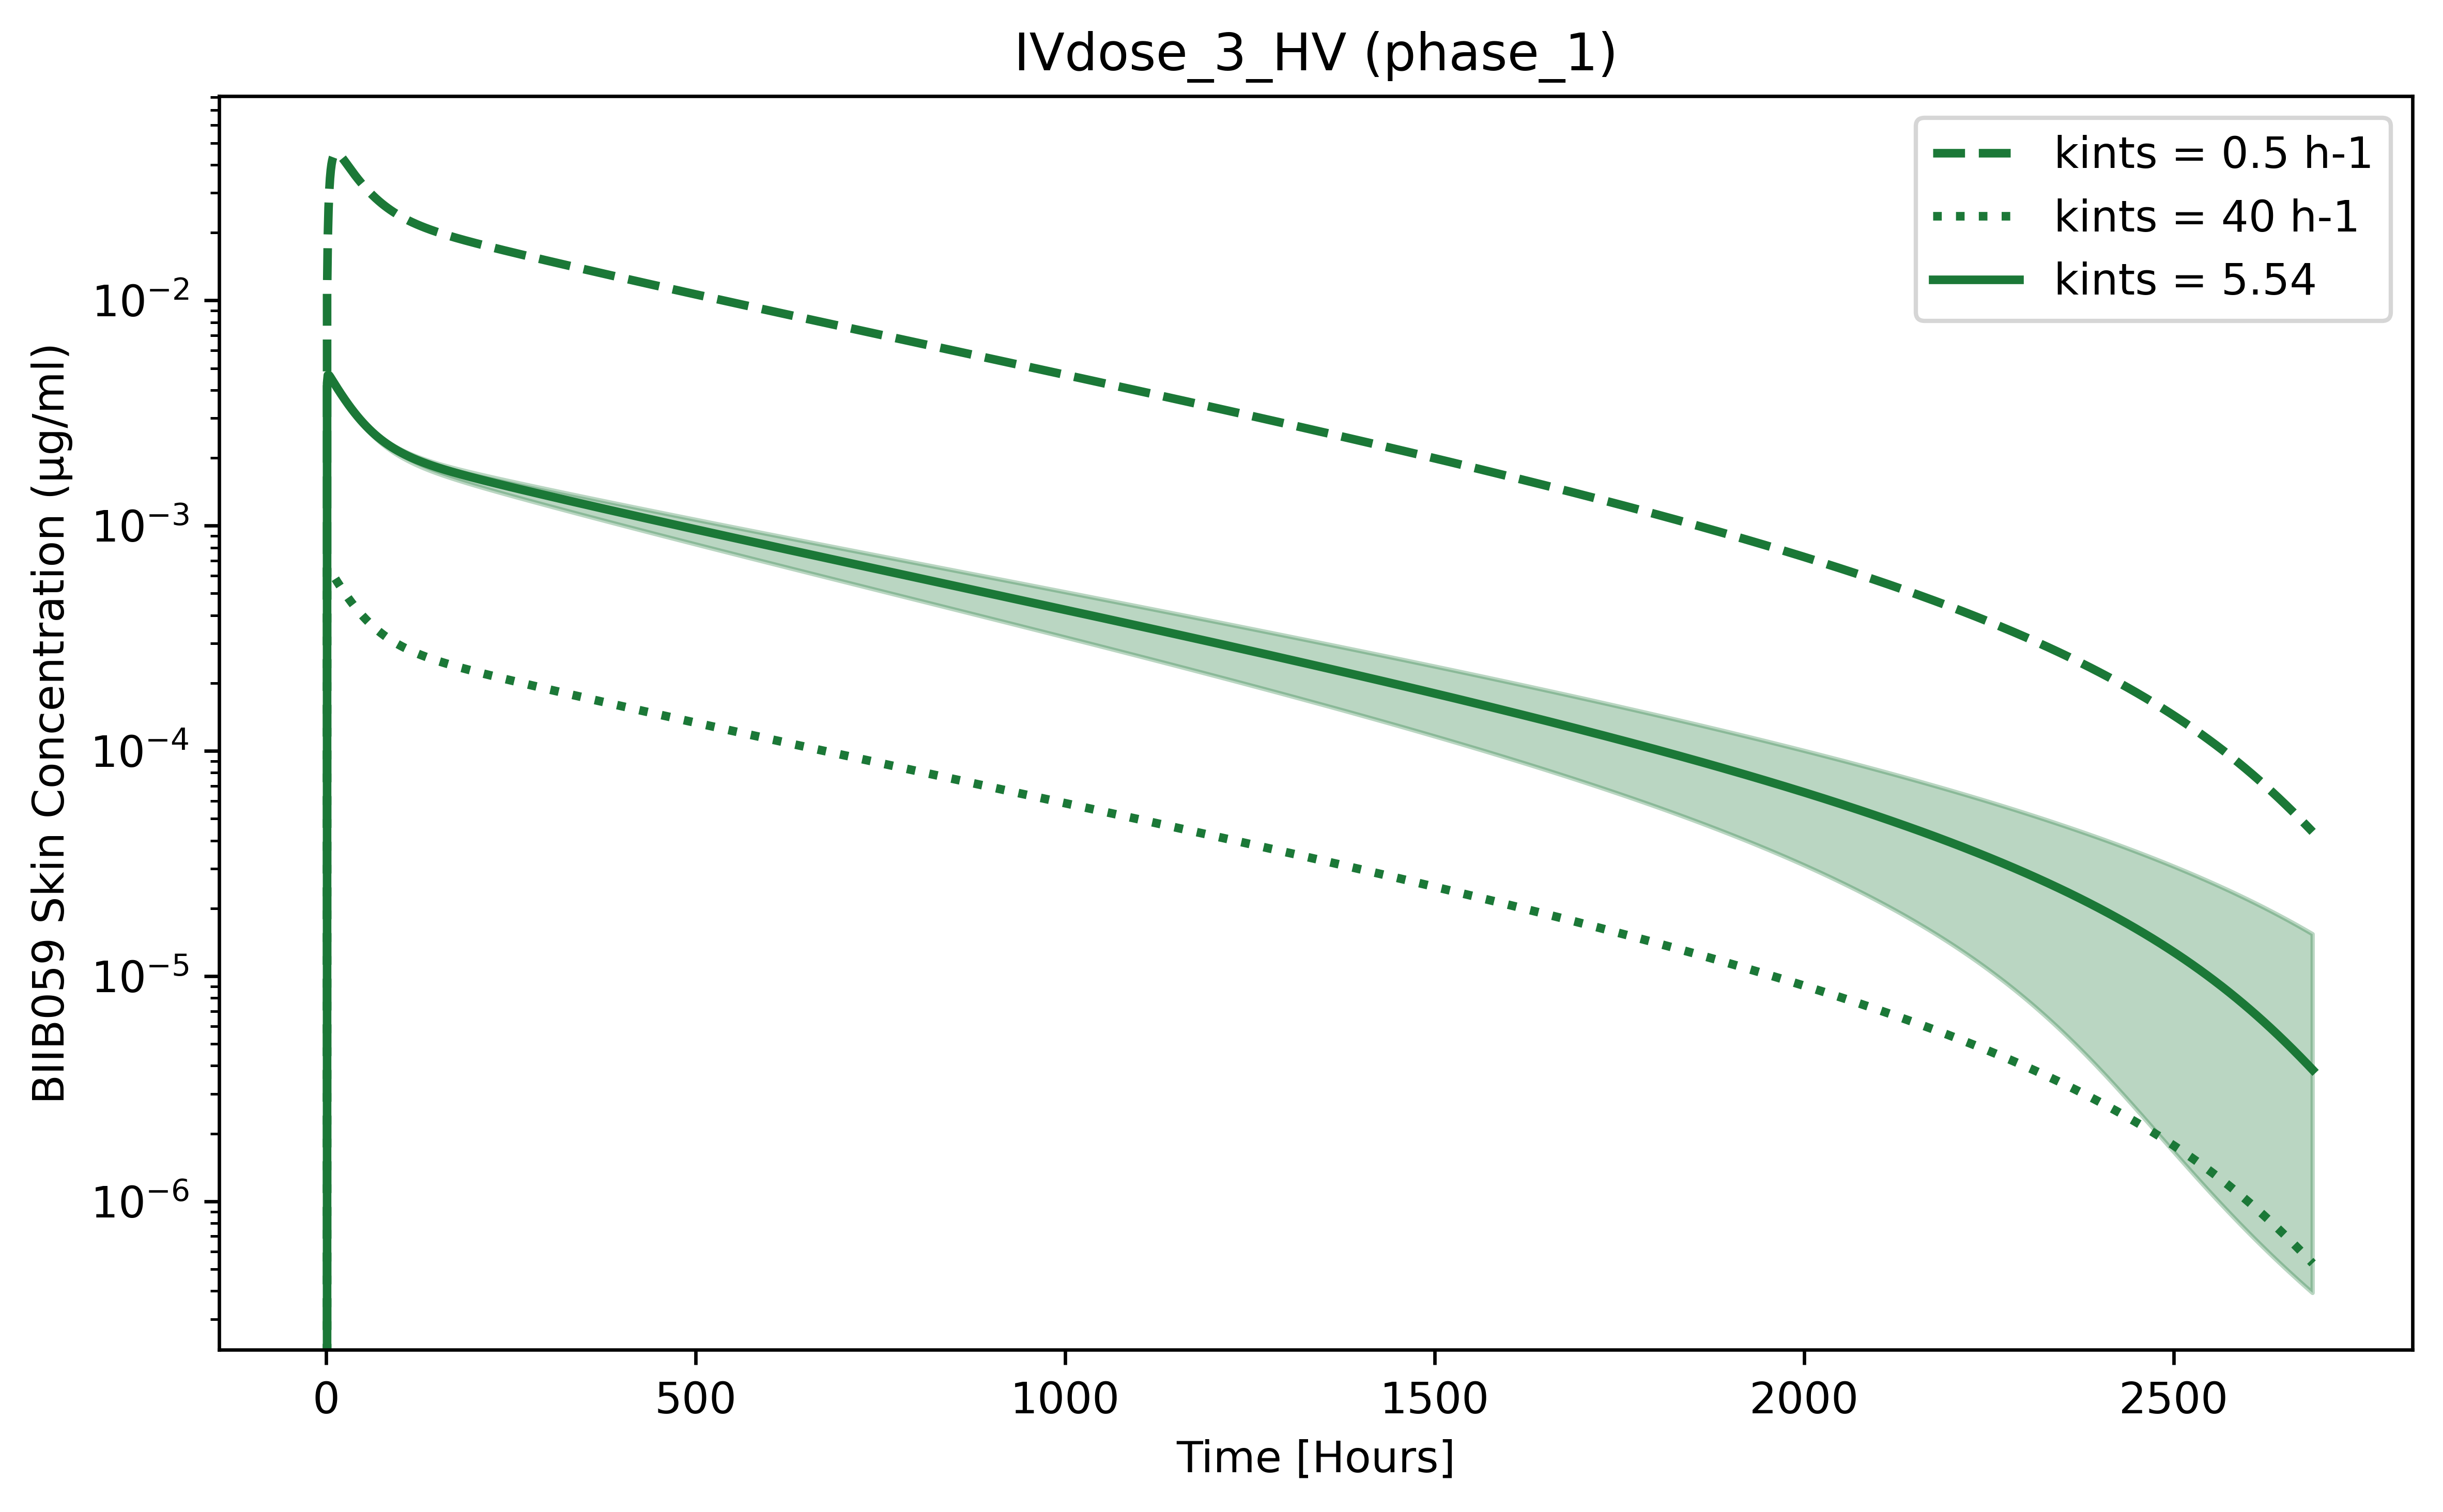 IVdose_3_HV (phase_1)
kints = 0.5 h-1
kints = 40 h-1
kints = 5.54
BIIB059 Skin Concentration (µg/ml)
10⁻²
10⁻³
10⁻⁴
10⁻⁵
10⁻⁶
0 500 1000 1500 2000 2500
Time [Hours]